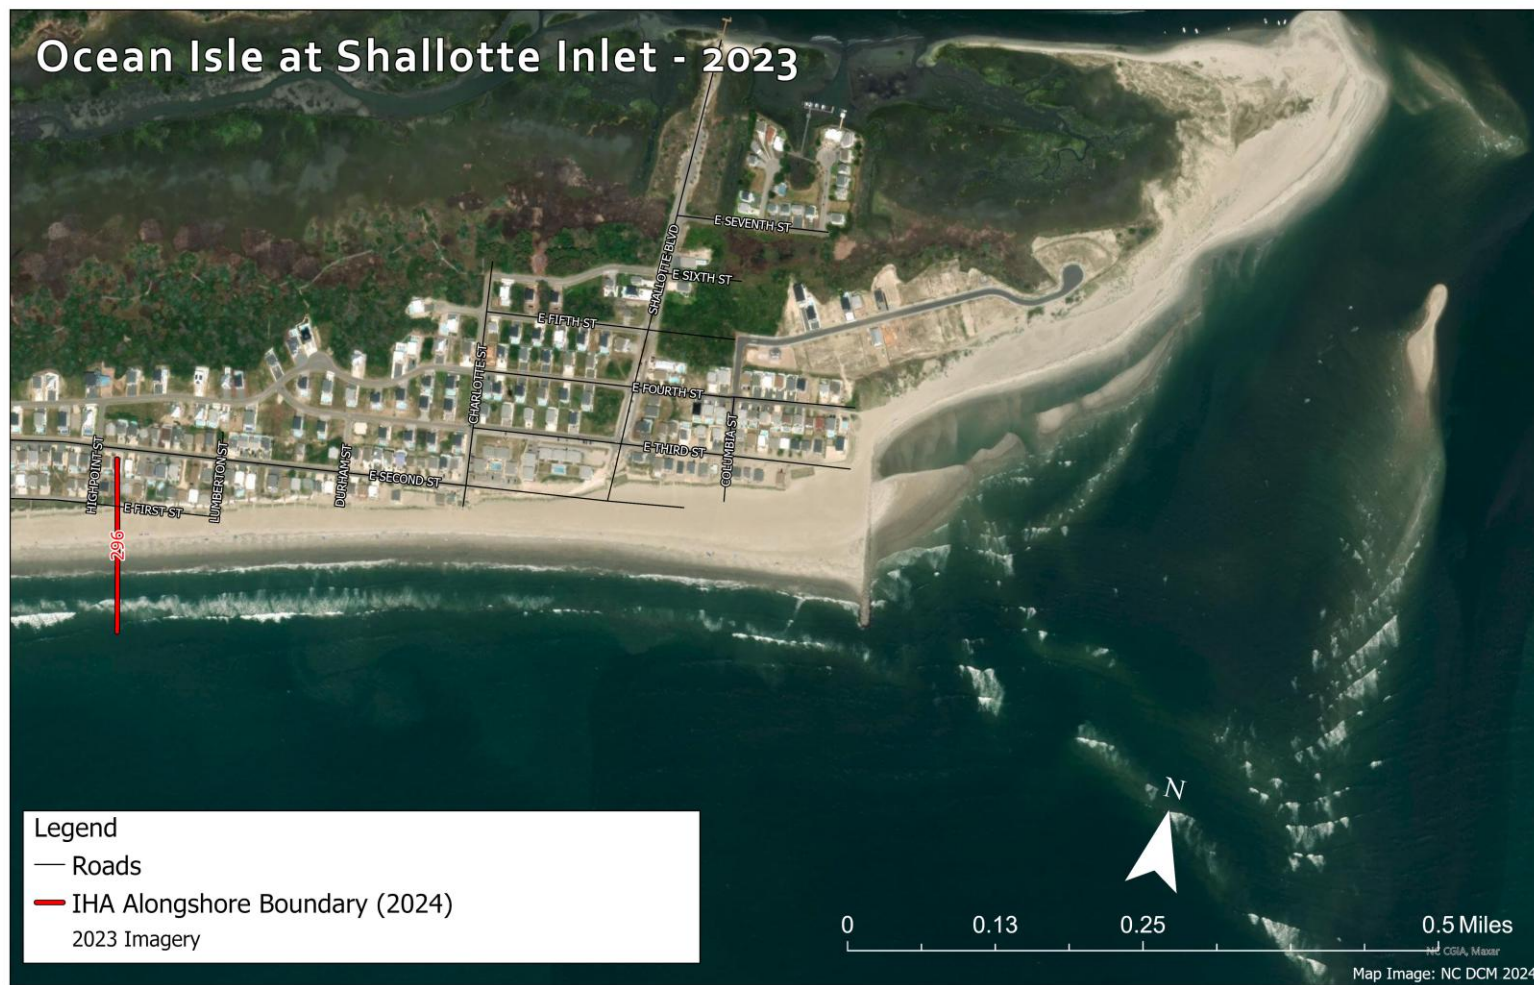 Ocean Isle at Shallotte Inlet - 2023
E SEVENTH ST
SHALLOTTE BLVD
E SIXTH ST
E FIFTH ST
CHARLOTTE ST
E FOURTH ST
COLUMBIA ST
E THIRD ST
HIGHPOINT ST
LUMBERTON ST
DURHAM ST
E SECOND ST
E FIRST ST
296
N
Legend
Roads
IHA Alongshore Boundary (2024)
2023 Imagery
0 0.13 0.25 0.5 Miles
NC CGIA, Maxar
Map Image: NC DCM 2024